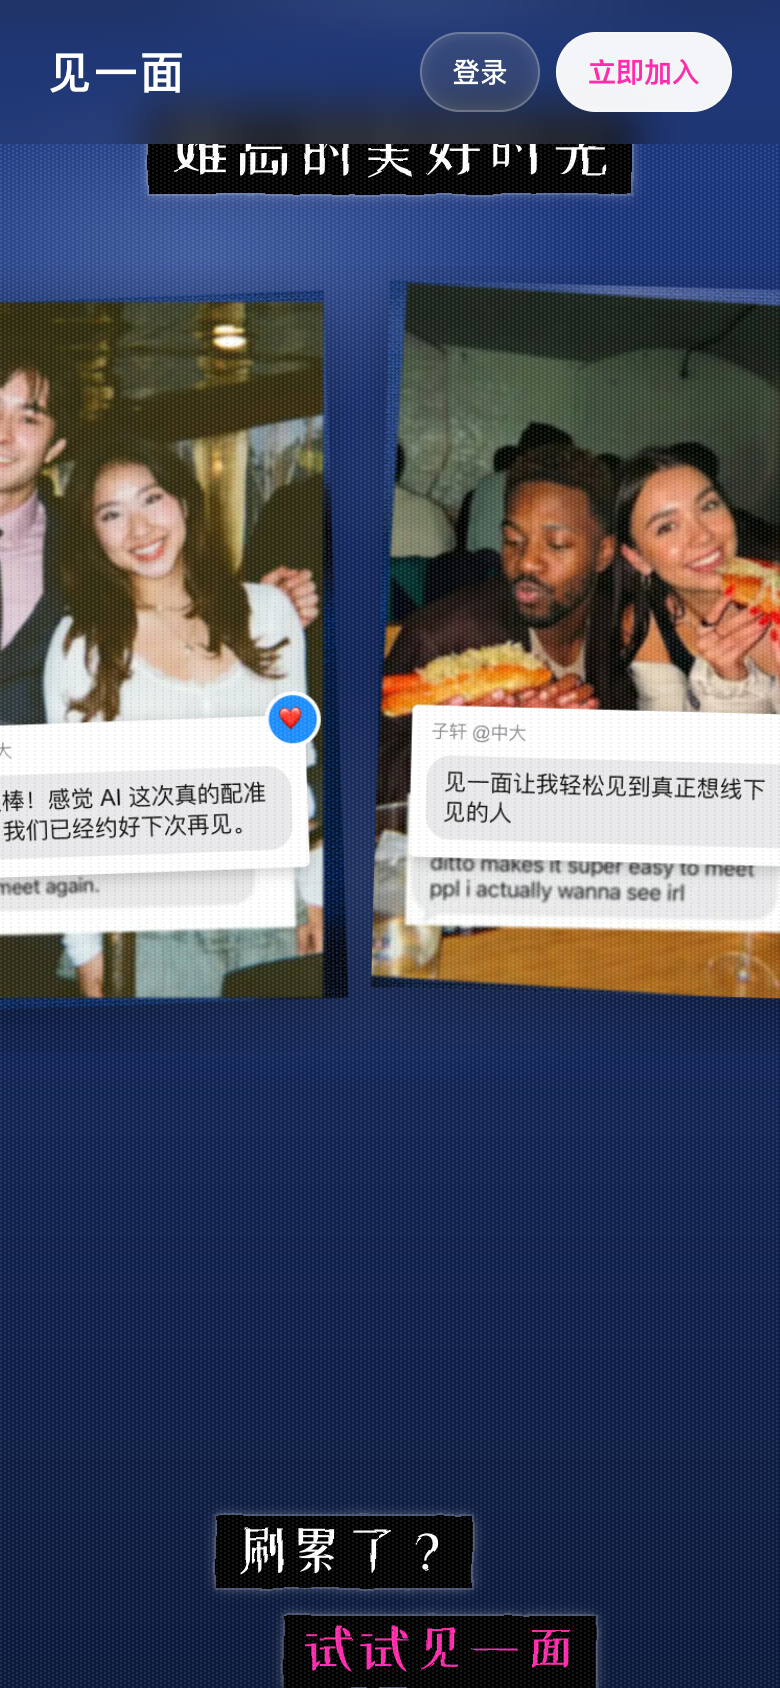 见一面
登录
立即加入
难忘的美好时光
大
棒！感觉 AI 这次真的配准
我们已经约好下次再见。
meet again.
子轩 @中大
见一面让我轻松见到真正想线下
见的人
ditto makes it super easy to meet
ppl i actually wanna see irl
刷累了？
试试见一面